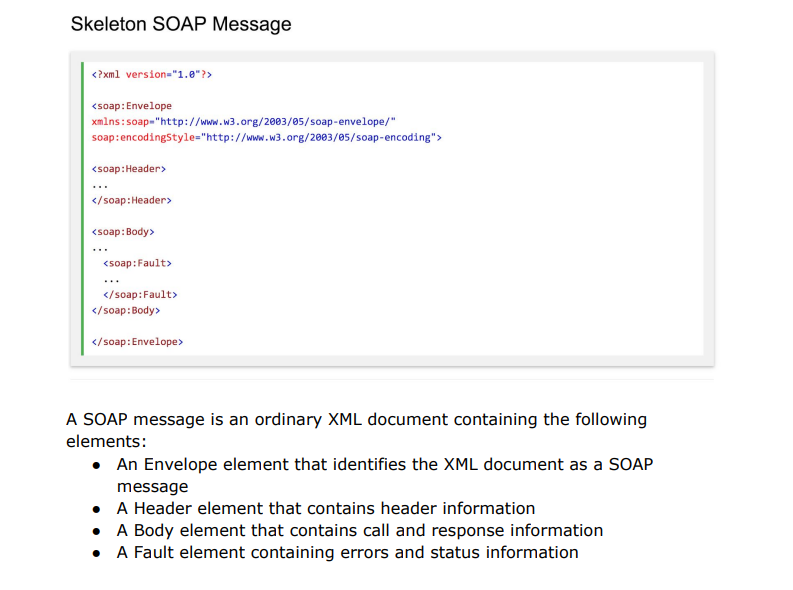 Skeleton SOAP Message
<?xml version="1.0"?>
<soap:Envelope
xmlns:soap="http://www.w3.org/2003/05/soap-envelope/"
soap:encodingStyle="http://www.w3.org/2003/05/soap-encoding">
<soap:Header>
...
</soap:Header>
<soap:Body>
...
<soap:Fault>
...
</soap:Fault>
</soap:Body>
</soap:Envelope>
A SOAP message is an ordinary XML document containing the following
elements:
● An Envelope element that identifies the XML document as a SOAP
message
● A Header element that contains header information
● A Body element that contains call and response information
● A Fault element containing errors and status information